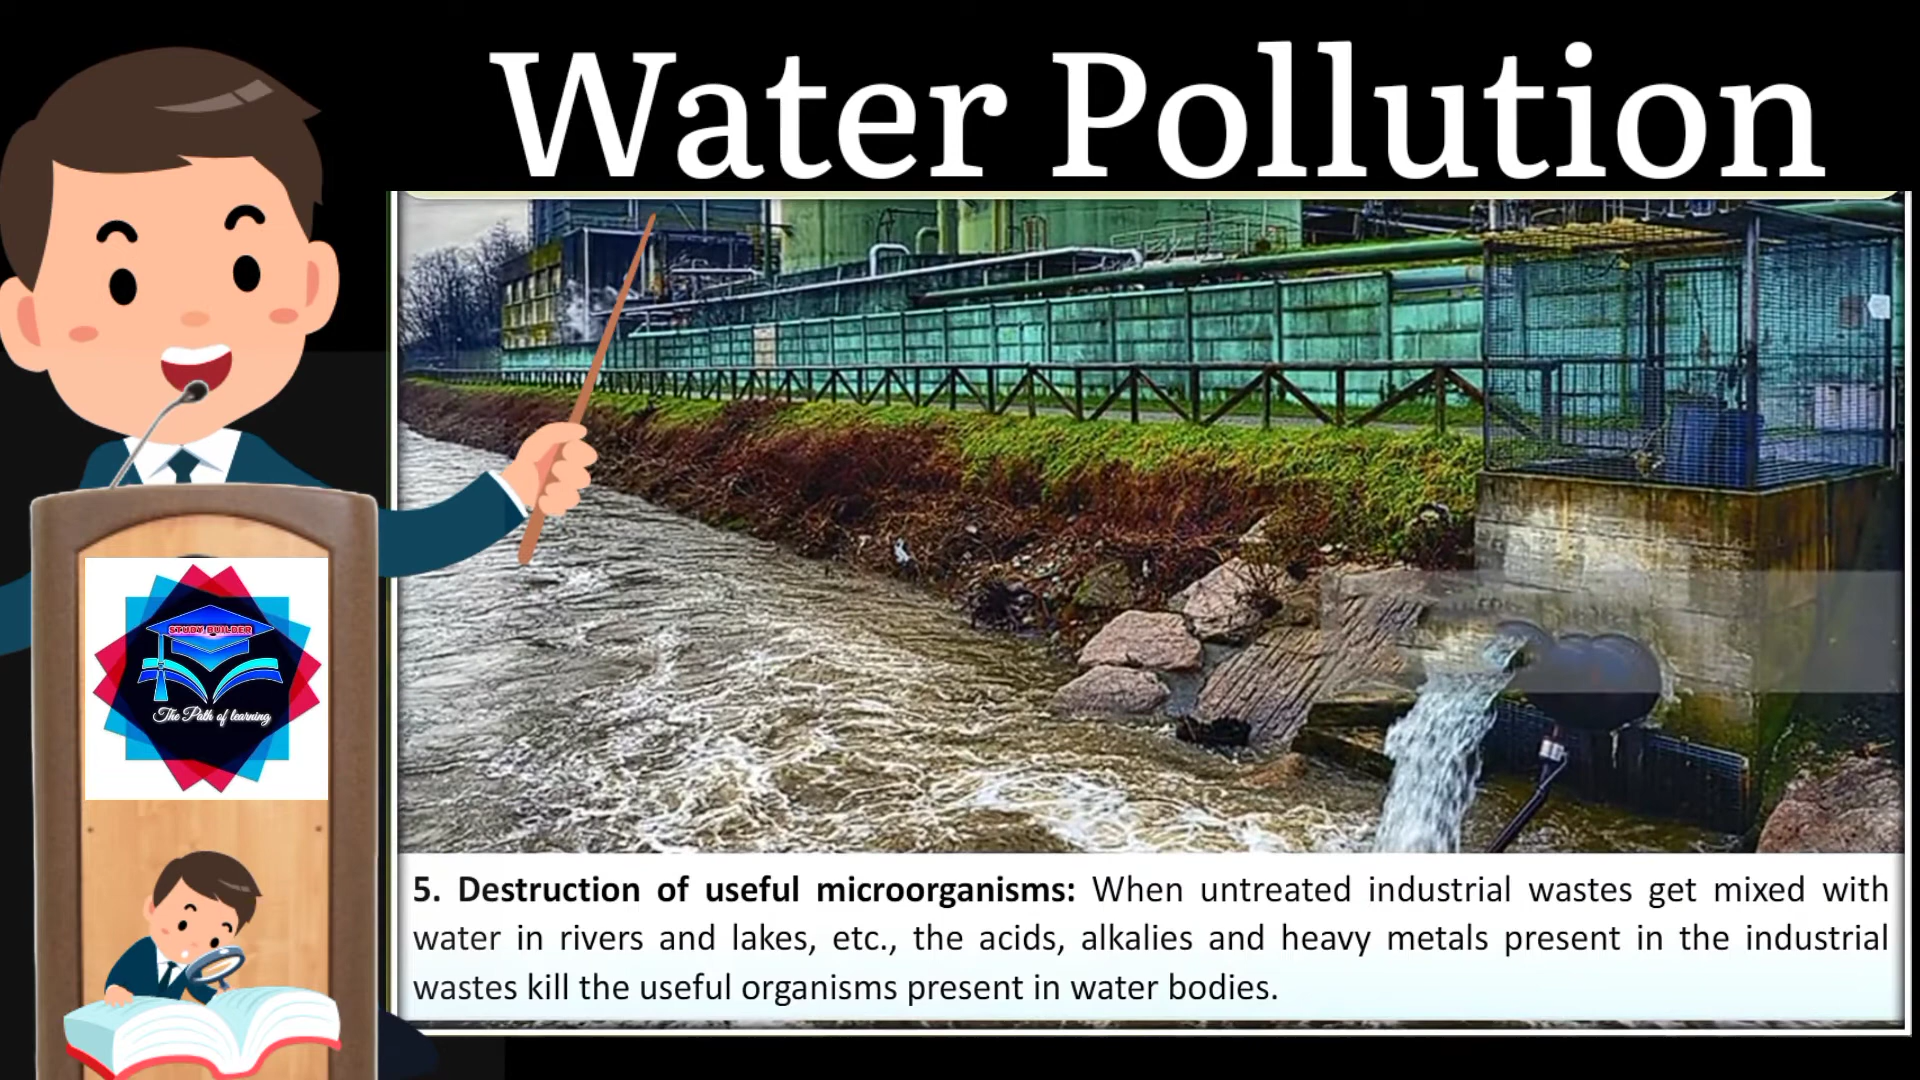 Water Pollution
STUDY BUILDER
The Path of learning
5. Destruction of useful microorganisms: When untreated industrial wastes get mixed with
water in rivers and lakes, etc., the acids, alkalies and heavy metals present in the industrial
wastes kill the useful organisms present in water bodies.